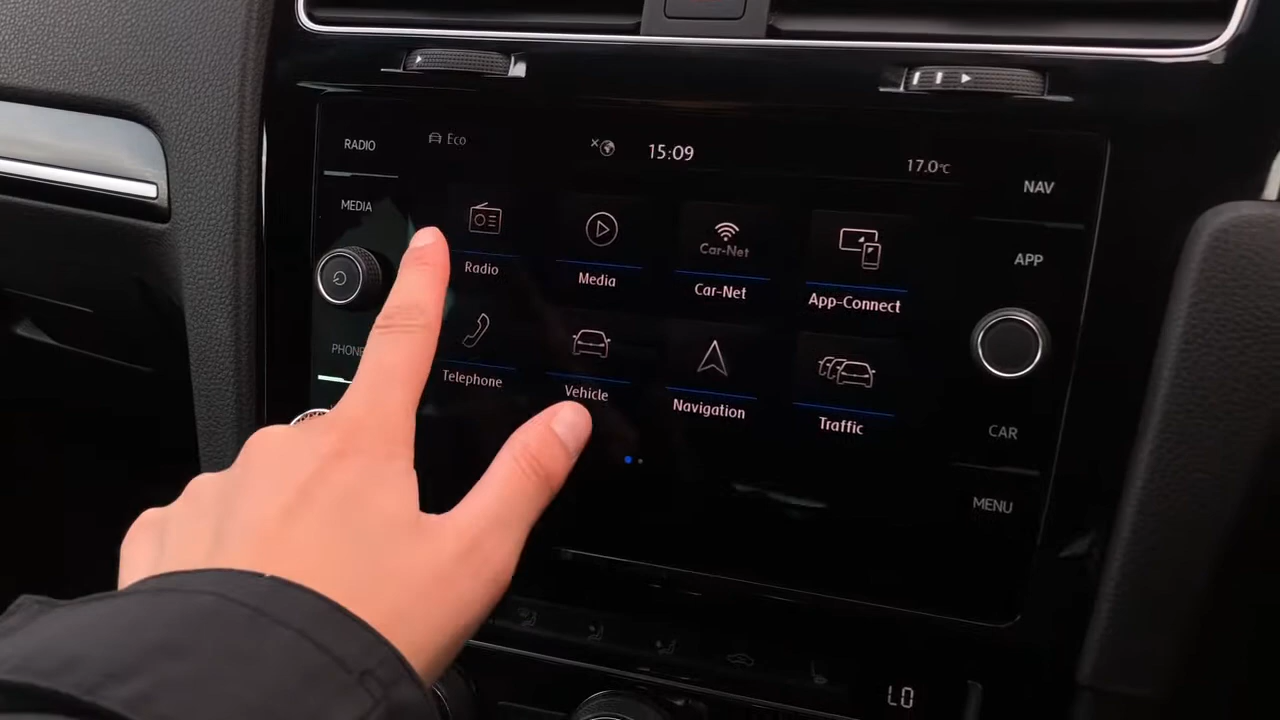 RADIO
Eco
15:09
17.0°C
MEDIA
NAV
APP
Radio
Media
Car-Net
Car-Net
App-Connect
PHONE
Telephone
Vehicle
Navigation
Traffic
CAR
MENU
LO